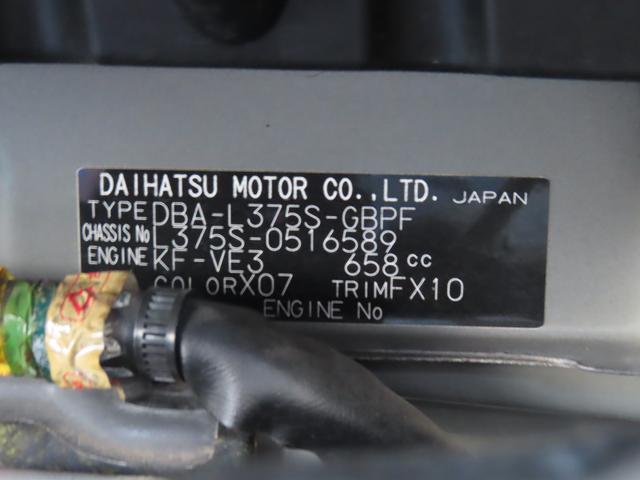 DAIHATSU MOTOR CO.,LTD. JAPAN
TYPE DBA-L375S-GBPF
CHASSIS No L375S-0516589
ENGINE KF-VE3 658 cc
COLOR X07 TRIM FX10
ENGINE No